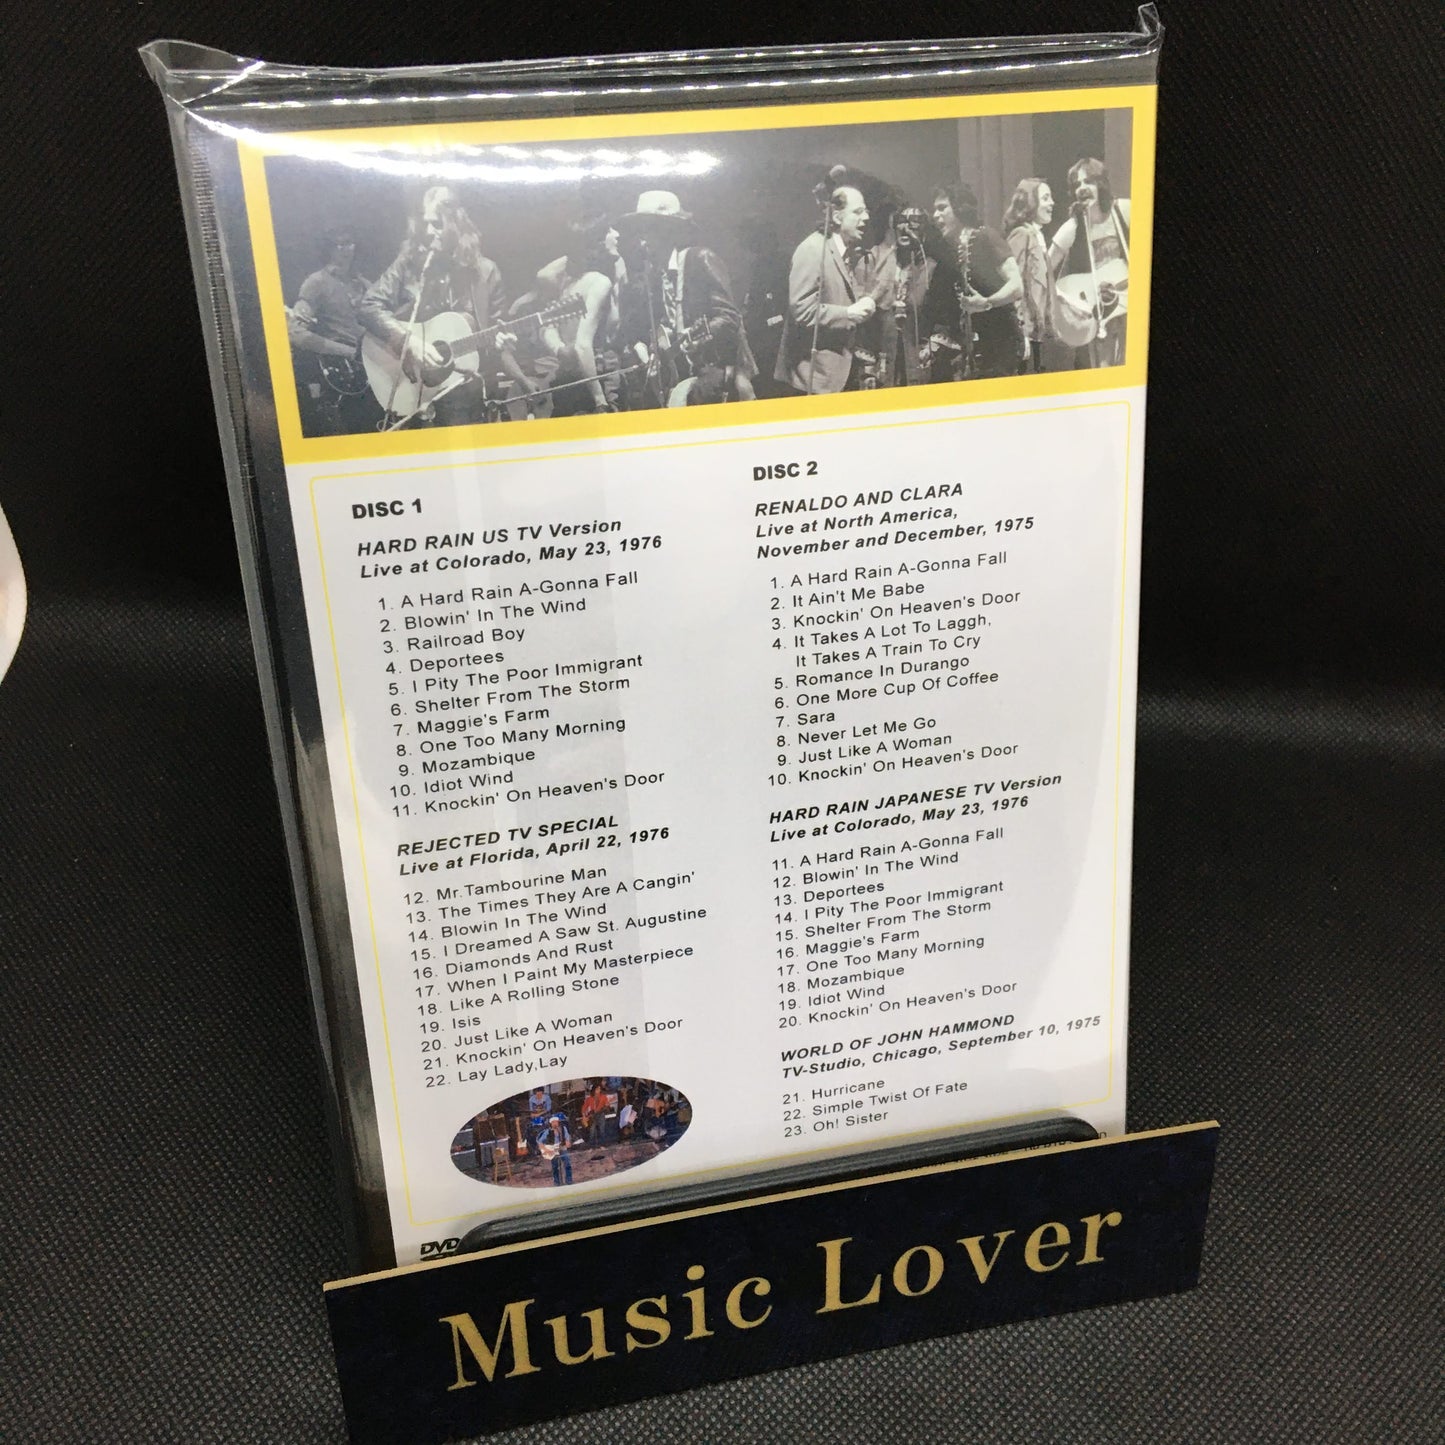 DISC 1
HARD RAIN US TV Version
Live at Colorado, May 23, 1976
1. A Hard Rain A-Gonna Fall
2. Blowin' In The Wind
3. Railroad Boy
4. Deportees
5. I Pity The Poor Immigrant
6. Shelter From The Storm
7. Maggie's Farm
8. One Too Many Morning
9. Mozambique
10. Idiot Wind
11. Knockin' On Heaven's Door
REJECTED TV SPECIAL
Live at Florida, April 22, 1976
12. Mr.Tambourine Man
13. The Times They Are A Cangin'
14. Blowin In The Wind
15. I Dreamed A Saw St. Augustine
16. Diamonds And Rust
17. When I Paint My Masterpiece
18. Like A Rolling Stone
19. Isis
20. Just Like A Woman
21. Knockin' On Heaven's Door
22. Lay Lady,Lay
DISC 2
RENALDO AND CLARA
Live at North America,
November and December, 1975
1. A Hard Rain A-Gonna Fall
2. It Ain't Me Babe
3. Knockin' On Heaven's Door
4. It Takes A Lot To Laggh,
It Takes A Train To Cry
5. Romance In Durango
6. One More Cup Of Coffee
7. Sara
8. Never Let Me Go
9. Just Like A Woman
10. Knockin' On Heaven's Door
HARD RAIN JAPANESE TV Version
Live at Colorado, May 23, 1976
11. A Hard Rain A-Gonna Fall
12. Blowin' In The Wind
13. Deportees
14. I Pity The Poor Immigrant
15. Shelter From The Storm
16. Maggie's Farm
17. One Too Many Morning
18. Mozambique
19. Idiot Wind
20. Knockin' On Heaven's Door
WORLD OF JOHN HAMMOND
TV-Studio, Chicago, September 10, 1975
21. Hurricane
22. Simple Twist Of Fate
23. Oh! Sister
DVD
Music Lover